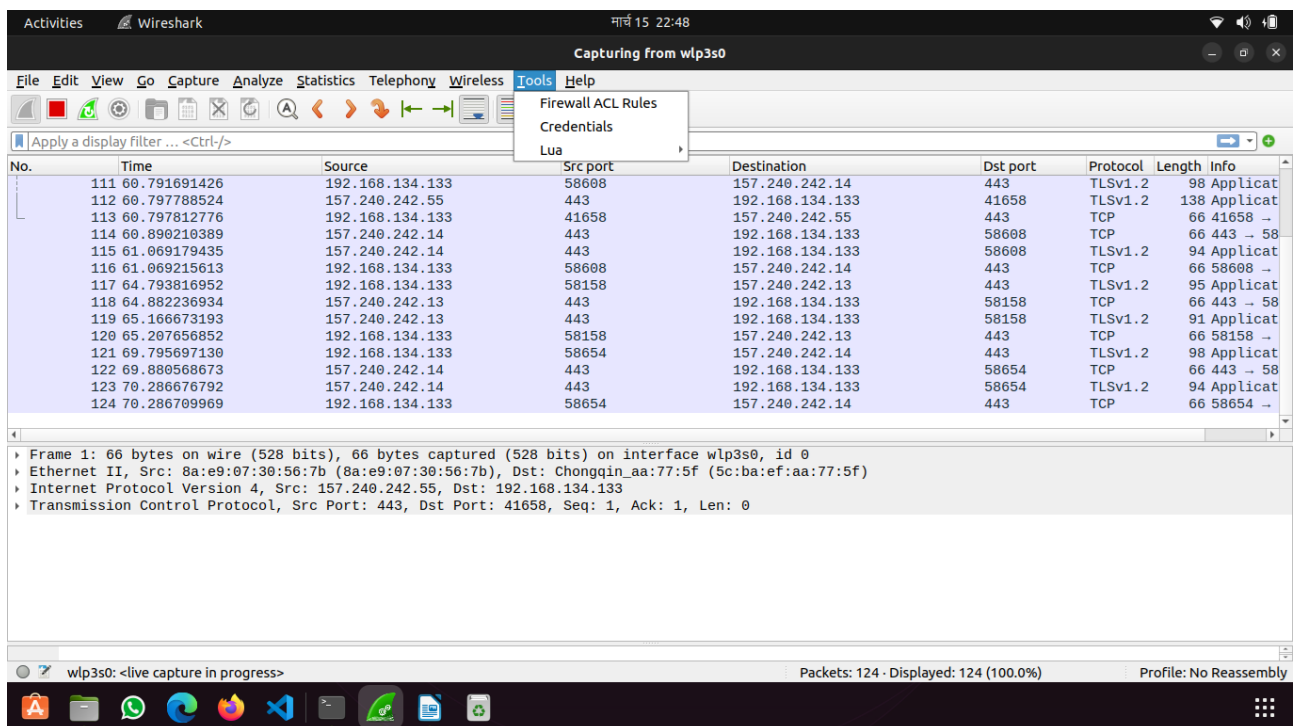 Activities Wireshark मार्च 15 22:48
Capturing from wlp3s0
File Edit View Go Capture Analyze Statistics Telephony Wireless Tools Help
Firewall ACL Rules
Credentials
Lua
Apply a display filter … <Ctrl-/>
No. Time Source Src port Destination Dst port Protocol Length Info
111 60.791691426 192.168.134.133 58608 157.240.242.14 443 TLSv1.2 98 Applicat
112 60.797788524 157.240.242.55 443 192.168.134.133 41658 TLSv1.2 138 Applicat
113 60.797812776 192.168.134.133 41658 157.240.242.55 443 TCP 66 41658 →
114 60.890210389 157.240.242.14 443 192.168.134.133 58608 TCP 66 443 → 58
115 61.069179435 157.240.242.14 443 192.168.134.133 58608 TLSv1.2 94 Applicat
116 61.069215613 192.168.134.133 58608 157.240.242.14 443 TCP 66 58608 →
117 64.793816952 192.168.134.133 58158 157.240.242.13 443 TLSv1.2 95 Applicat
118 64.882236934 157.240.242.13 443 192.168.134.133 58158 TCP 66 443 → 58
119 65.166673193 157.240.242.13 443 192.168.134.133 58158 TLSv1.2 91 Applicat
120 65.207656852 192.168.134.133 58158 157.240.242.13 443 TCP 66 58158 →
121 69.795697130 192.168.134.133 58654 157.240.242.14 443 TLSv1.2 98 Applicat
122 69.880568673 157.240.242.14 443 192.168.134.133 58654 TCP 66 443 → 58
123 70.286676792 157.240.242.14 443 192.168.134.133 58654 TLSv1.2 94 Applicat
124 70.286709969 192.168.134.133 58654 157.240.242.14 443 TCP 66 58654 →
Frame 1: 66 bytes on wire (528 bits), 66 bytes captured (528 bits) on interface wlp3s0, id 0
Ethernet II, Src: 8a:e9:07:30:56:7b (8a:e9:07:30:56:7b), Dst: Chongqin_aa:77:5f (5c:ba:ef:aa:77:5f)
Internet Protocol Version 4, Src: 157.240.242.55, Dst: 192.168.134.133
Transmission Control Protocol, Src Port: 443, Dst Port: 41658, Seq: 1, Ack: 1, Len: 0
wlp3s0: <live capture in progress> Packets: 124 · Displayed: 124 (100.0%) Profile: No Reassembly